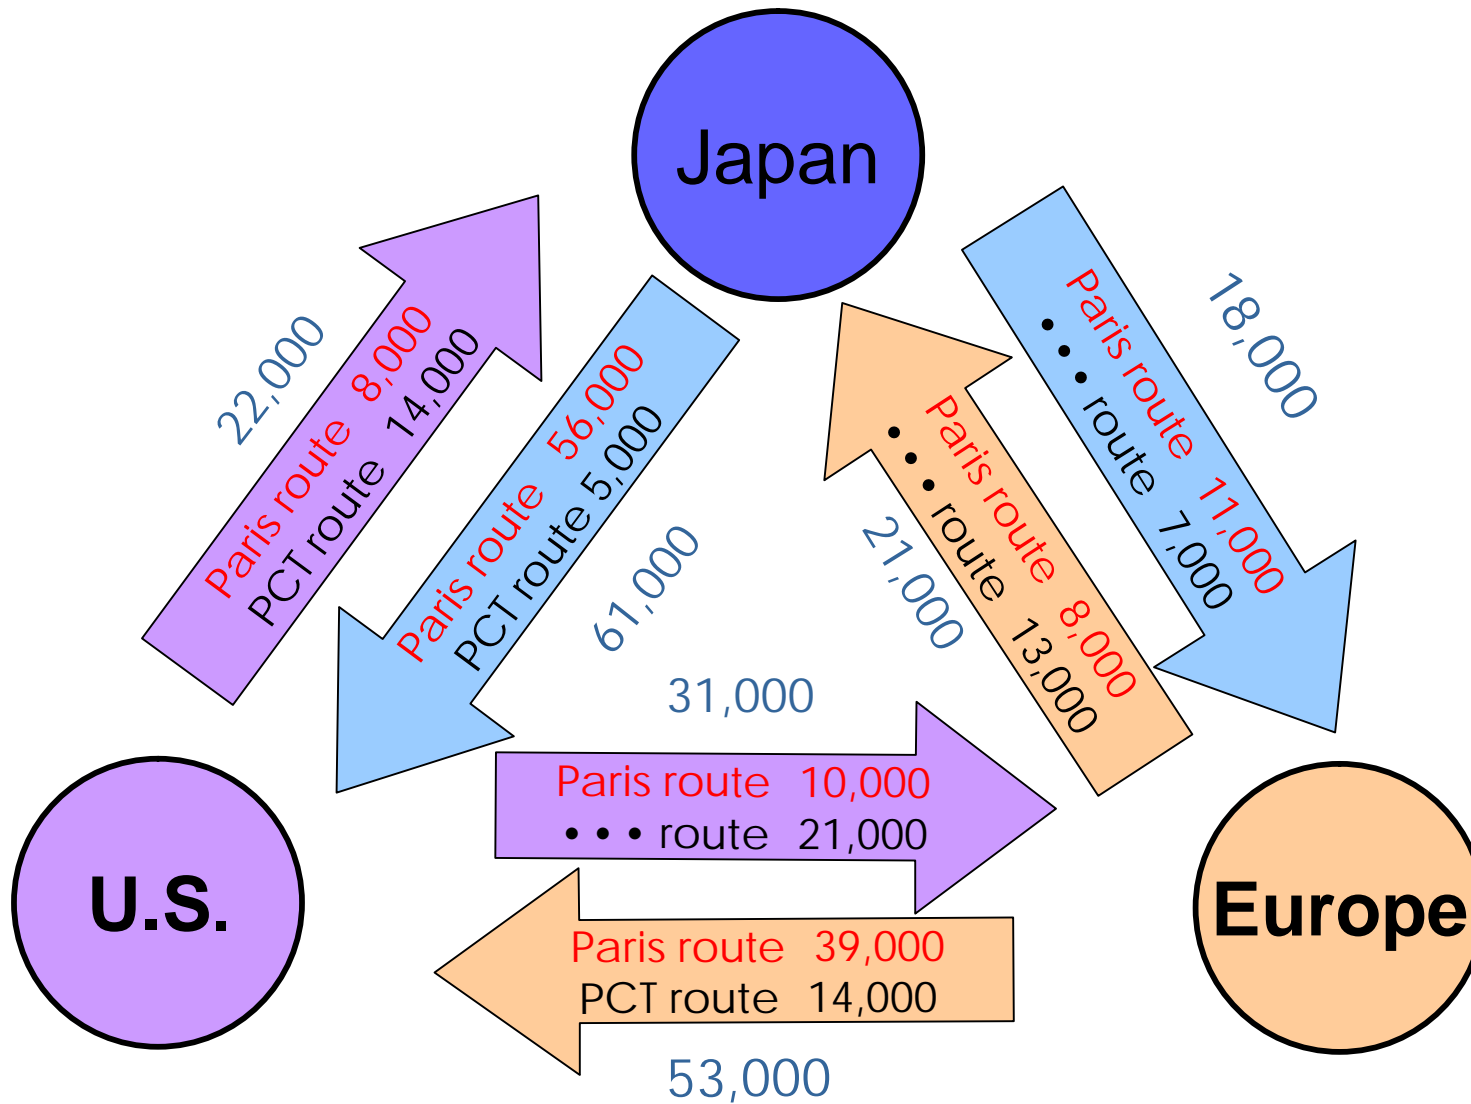 Japan
22,000
Paris route 8,000
PCT route 14,000
Paris route 56,000
PCT route 5,000
61,000
18,000
Paris route 11,000
• • • route 7,000
Paris route 8,000
• • • route 13,000
21,000
31,000
Paris route 10,000
• • • route 21,000
U.S.
Europe
Paris route 39,000
PCT route 14,000
53,000